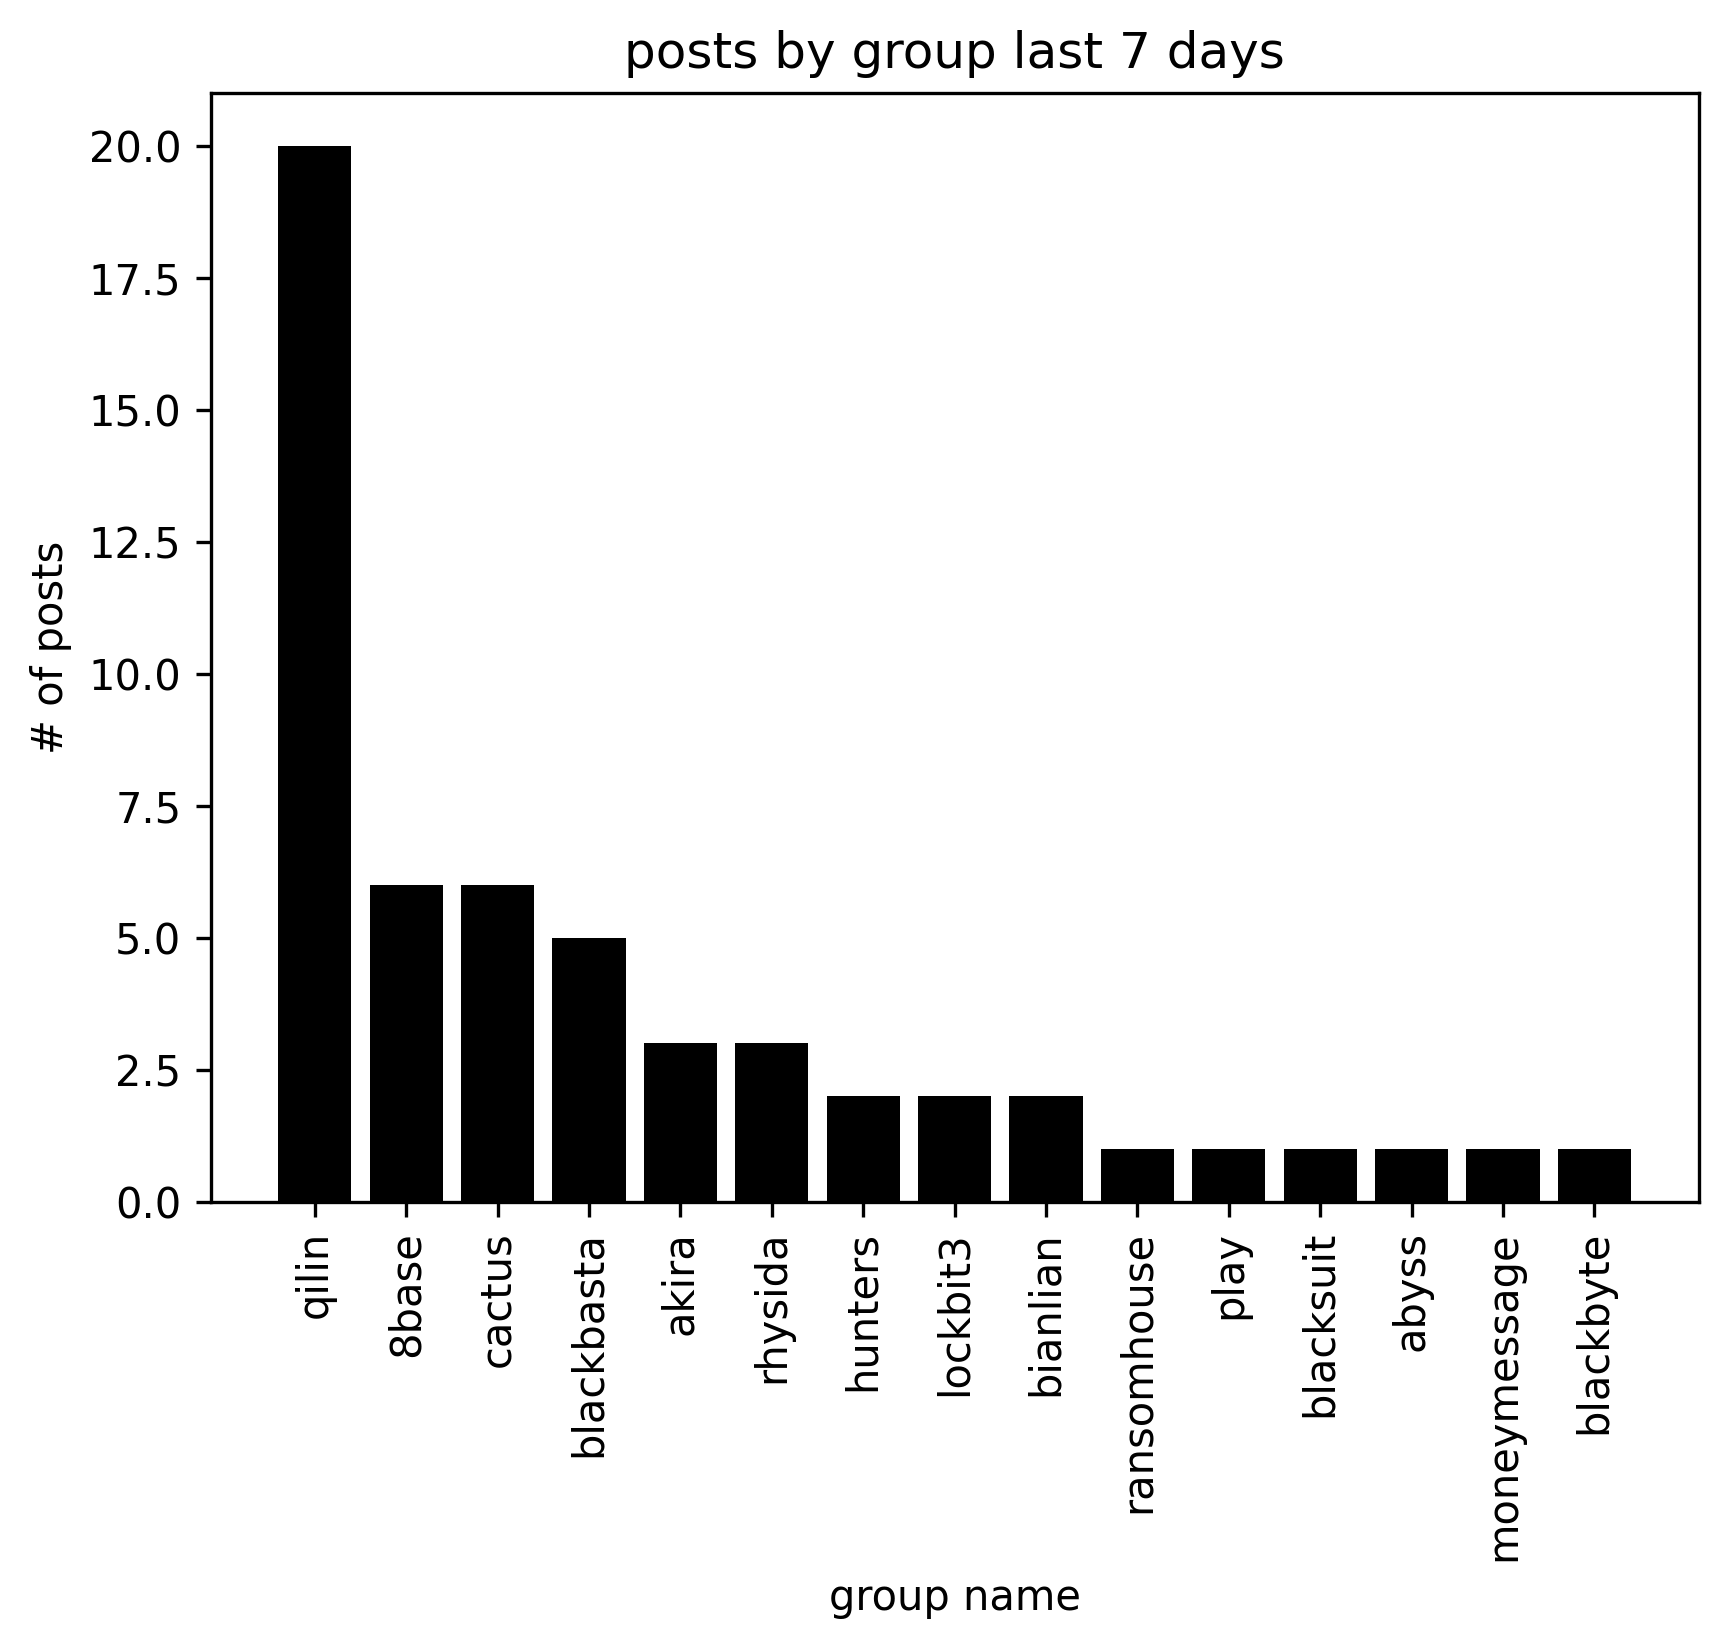 posts by group last 7 days
# of posts
20.0
17.5
15.0
12.5
10.0
7.5
5.0
2.5
0.0
qilin
8base
cactus
blackbasta
akira
rhysida
hunters
lockbit3
bianlian
ransomhouse
play
blacksuit
abyss
moneymessage
blackbyte
group name